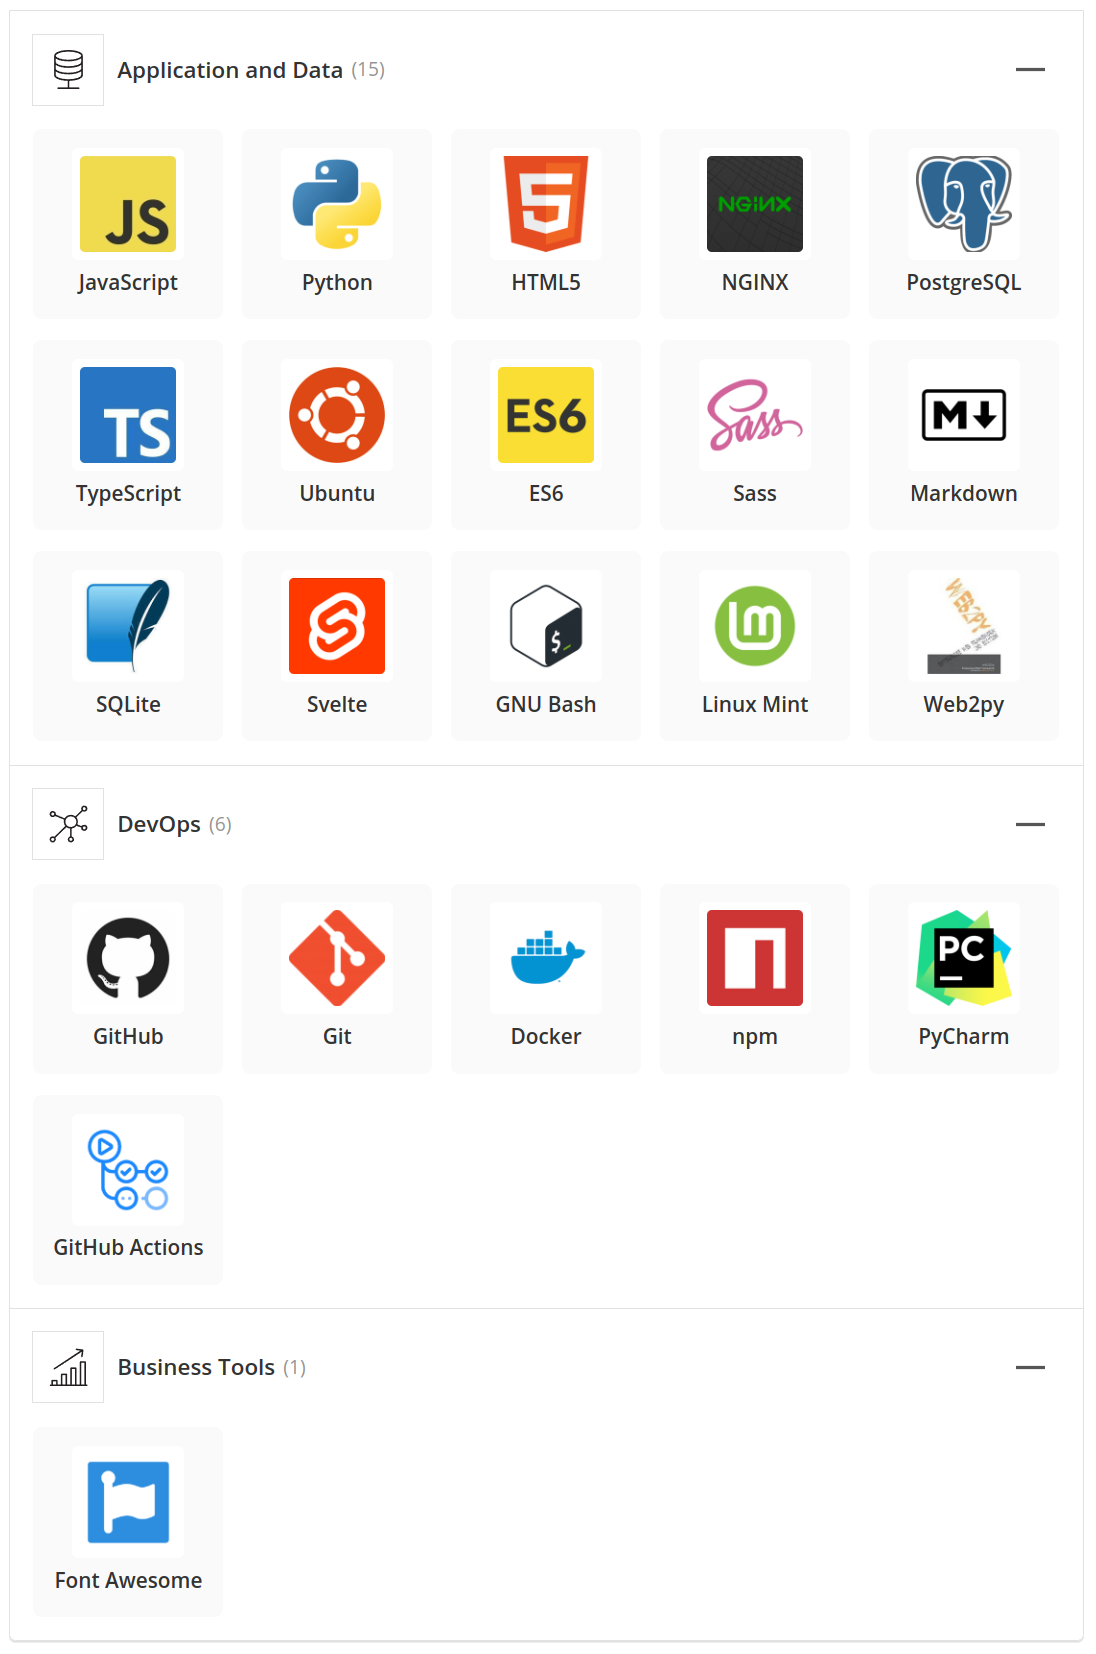 Application and Data (15)
JS
NGINX
JavaScript
Python
HTML5
NGINX
PostgreSQL
TS
ES6
Sass
M
TypeScript
Ubuntu
ES6
Sass
Markdown
$_
lm
WEB2PY
SQLite
Svelte
GNU Bash
Linux Mint
Web2py
DevOps (6)
PC
GitHub
Git
Docker
npm
PyCharm
GitHub Actions
Business Tools (1)
Font Awesome